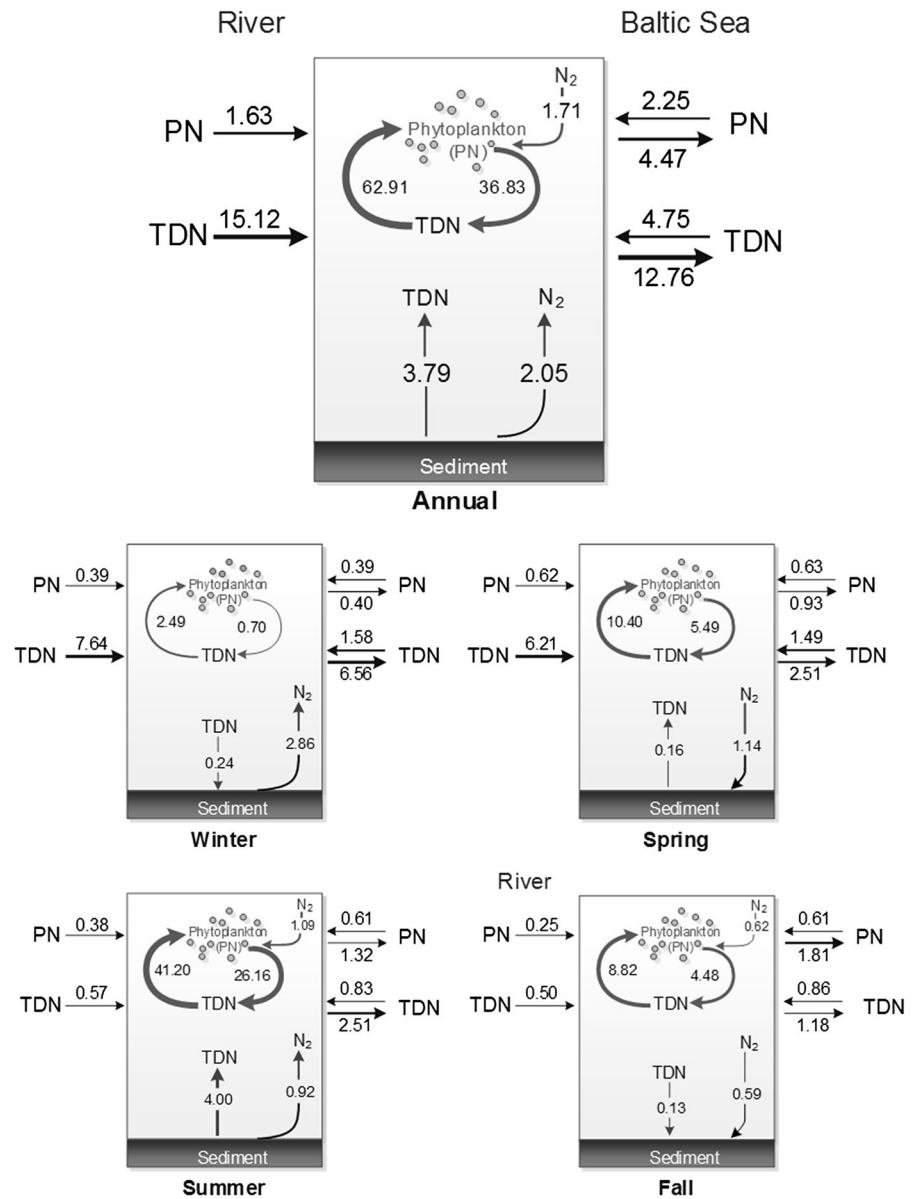 River
Baltic Sea
N2
1.71
PN
1.63
Phytoplankton
(PN)
2.25
PN
4.47
62.91
36.83
TDN
15.12
TDN
4.75
TDN
12.76
TDN
N2
3.79
2.05
Sediment
Annual
PN
0.39
Phytoplankton
(PN)
0.39
PN
0.40
2.49
0.70
TDN
7.64
TDN
1.58
TDN
6.56
N2
TDN
2.86
0.24
Sediment
Winter
PN
0.62
Phytoplankton
(PN)
0.63
PN
0.93
10.40
5.49
TDN
6.21
TDN
1.49
TDN
2.51
N2
TDN
1.14
0.16
Sediment
Spring
N2
1.09
PN
0.38
Phytoplankton
(PN)
0.61
PN
1.32
41.20
26.16
TDN
0.57
TDN
0.83
TDN
2.51
N2
TDN
0.92
4.00
Sediment
Summer
River
N2
0.62
PN
0.25
Phytoplankton
(PN)
0.61
PN
1.81
8.82
4.48
TDN
0.50
TDN
0.86
TDN
1.18
N2
TDN
0.59
0.13
Sediment
Fall